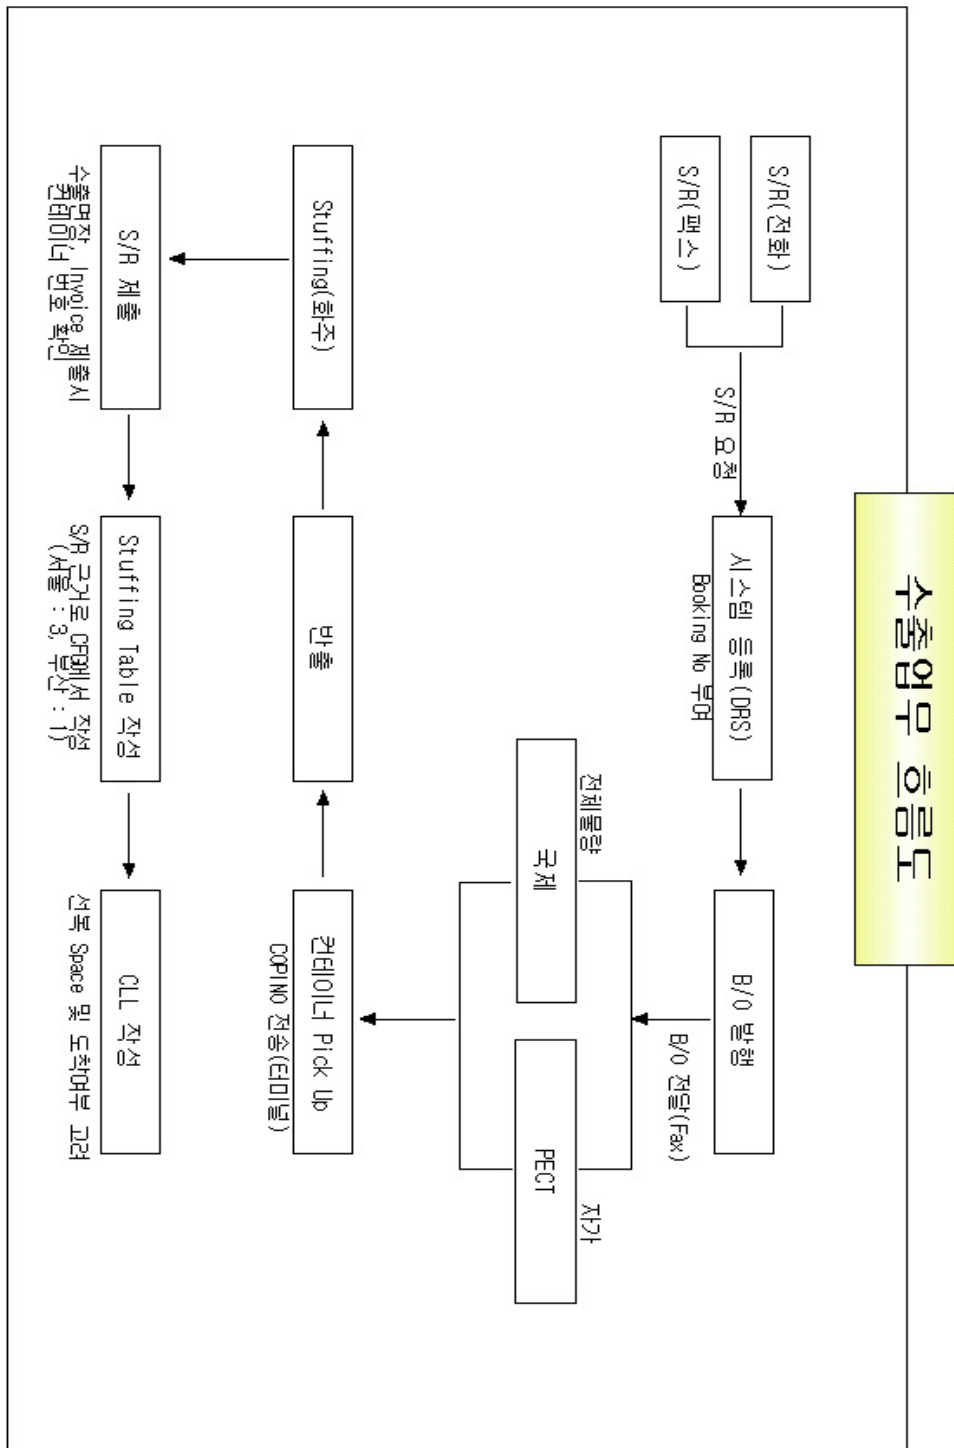 수출업무 흐름도
S/R(전화)
S/R(팩스)
S/R 요청
시스템 등록(DRS)
Booking No 부여
B/O 발행
B/O 전달(Fax)
전체물량
국제
자가
PECT
컨테이너 Pick Up
COPINO 전송(터미널)
반출
Stuffing(화주)
S/R 제출
수출면장, Invoice 제출시
컨테이너 번호 확인
Stuffing Table 작성
S/R 근거로 CFS에서 작성
(서울 : 3, 부산 : 1)
CLL 작성
선복 Space 및 도착여부 고려